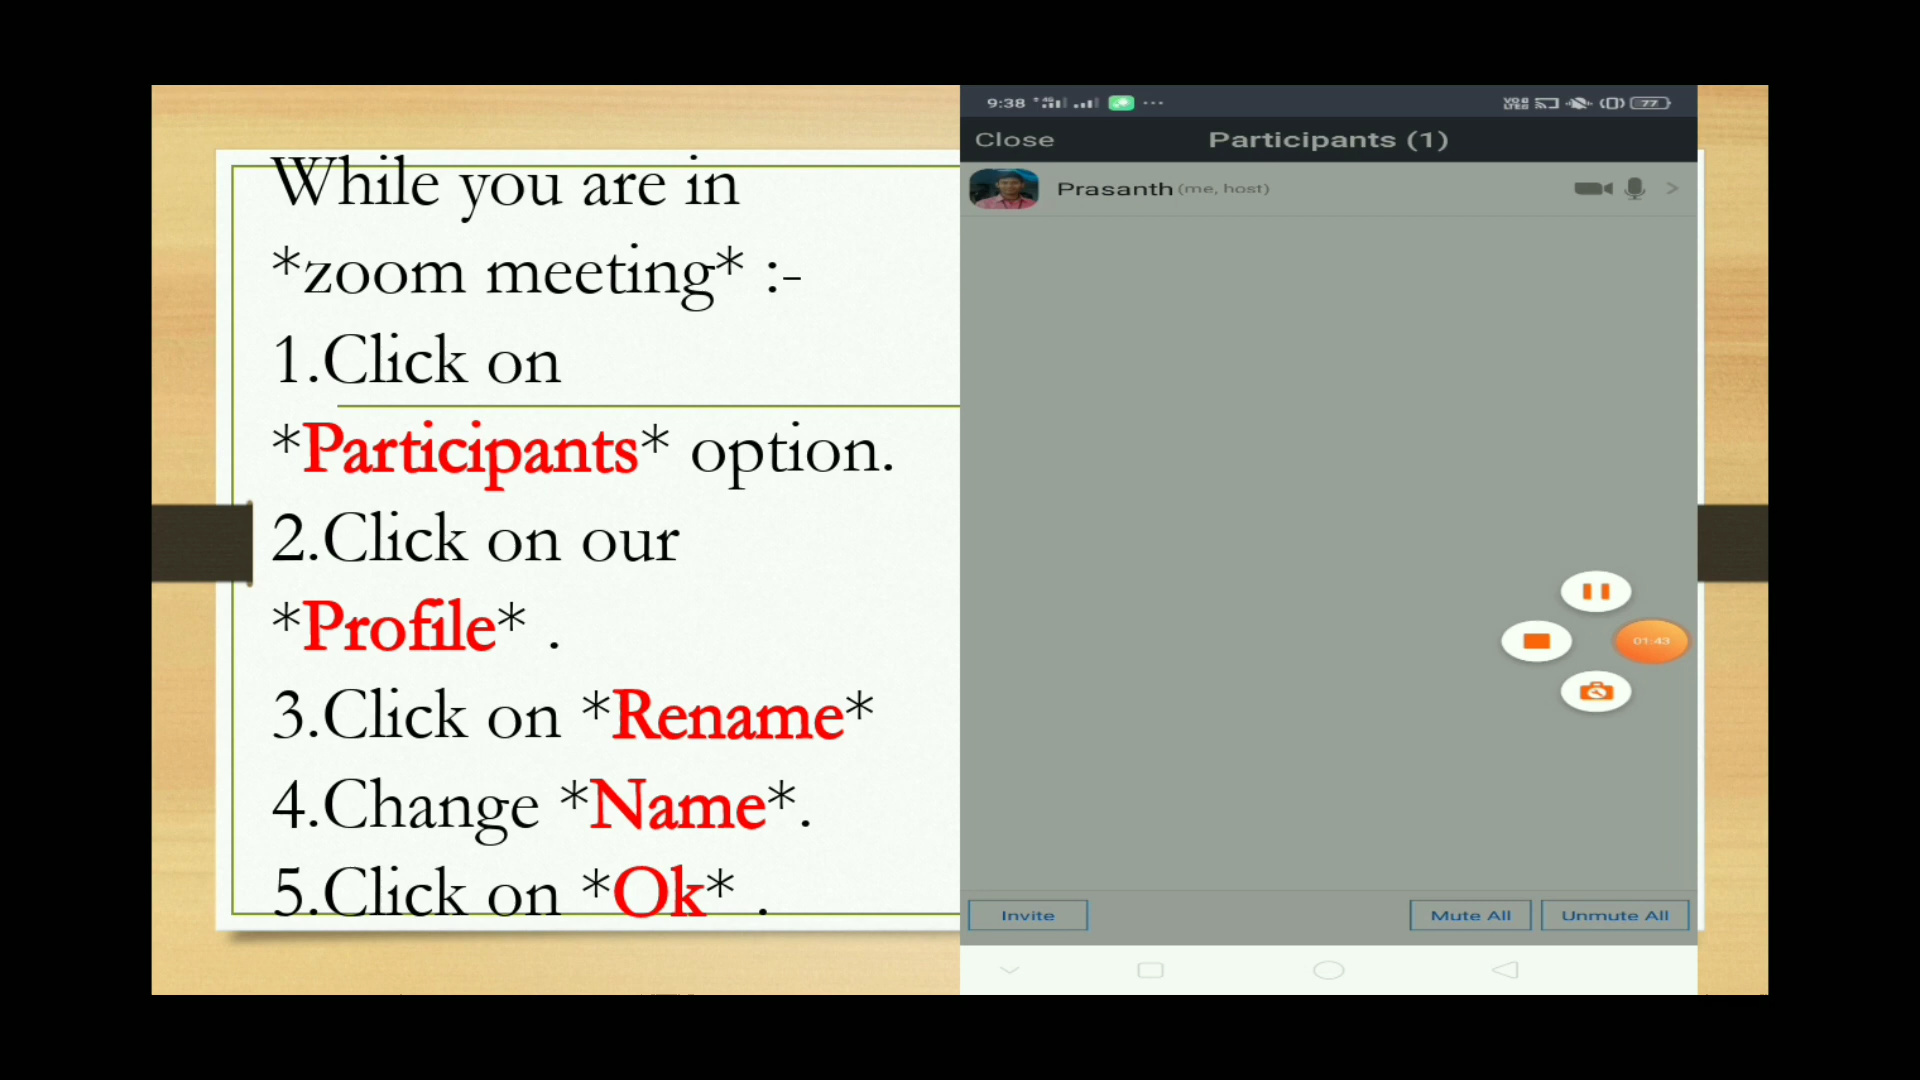 While you are in
*zoom meeting* :-
1.Click on
*Participants* option.
2.Click on our
*Profile* .
3.Click on *Rename*
4.Change *Name*.
5.Click on *Ok* .
9:38
77
Close
Participants (1)
Prasanth (me, host)
01:43
Invite
Mute All
Unmute All